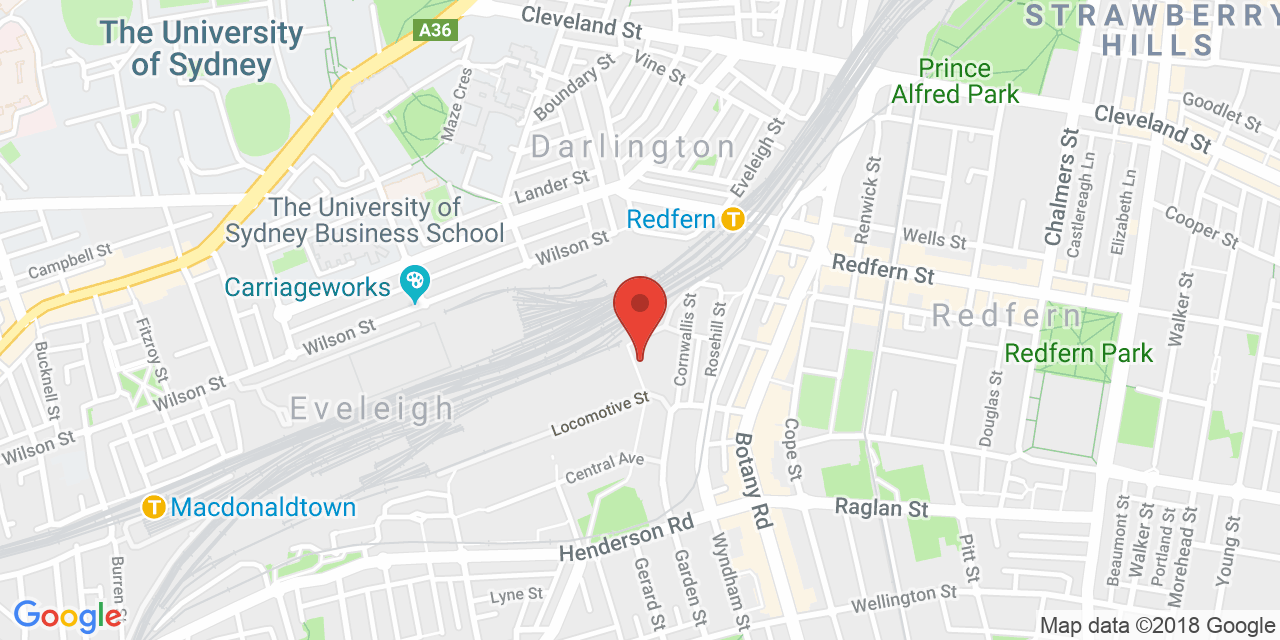 The University
of Sydney
A36
Cleveland St
STRAWBERRY
HILLS
Vine St
Boundary St
Maze Cres
Prince
Alfred Park
Goodlet St
Cleveland St
Darlington
Eveleigh St
Lander St
Renwick St
Chalmers St
Castlereagh Ln
Elizabeth Ln
Cooper St
The University of
Sydney Business School
Redfern
T
Wilson St
Wells St
Redfern St
Campbell St
Carriageworks
Walker St
Redfern
Wilson St
Cornwallis St
Rosehill St
Redfern Park
Fitzroy St
Bucknell St
Wilson St
Eveleigh
Locomotive St
Douglas St
Cope St
Wilson St
Central Ave
Botany Rd
T
Macdonaldtown
Raglan St
Henderson Rd
Beaumont St
Walker St
Portland St
Morehead St
Young St
Pitt St
Wyndham St
Garden St
Gerard St
Burren St
Lyne St
Wellington St
Google
Map data ©2018 Google